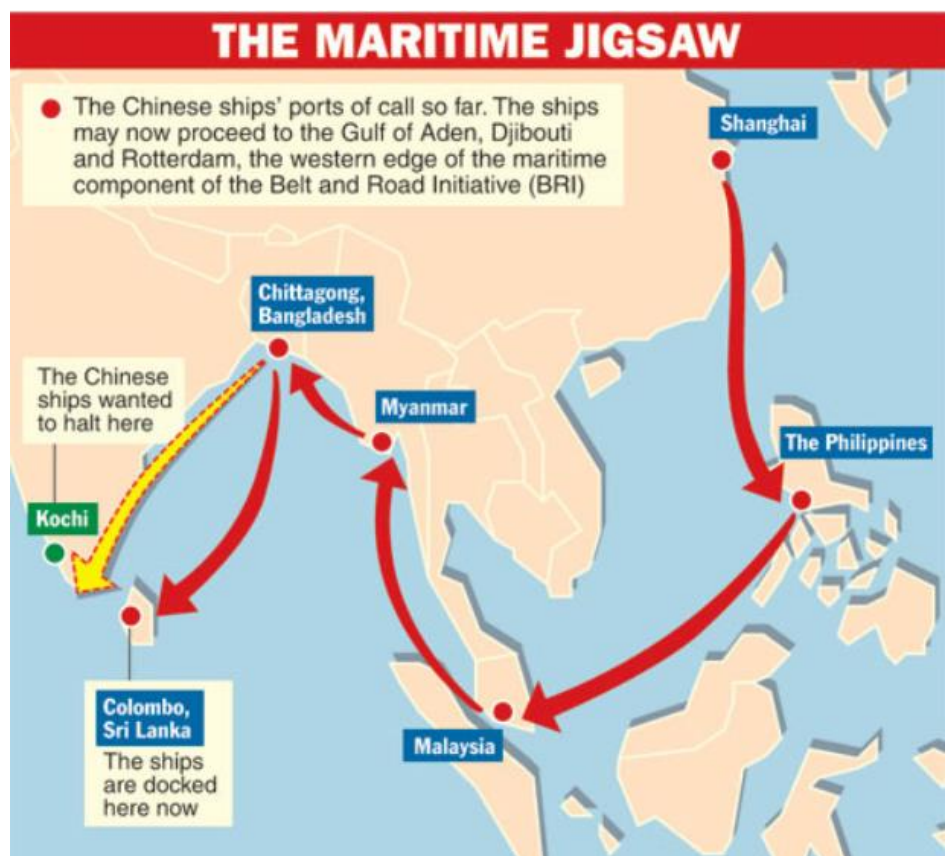 THE MARITIME JIGSAW
The Chinese ships' ports of call so far. The ships
may now proceed to the Gulf of Aden, Djibouti
and Rotterdam, the western edge of the maritime
component of the Belt and Road Initiative (BRI)
Shanghai
Chittagong,
Bangladesh
The Chinese
ships wanted
to halt here
Myanmar
The Philippines
Kochi
Colombo,
Sri Lanka
The ships
are docked
here now
Malaysia